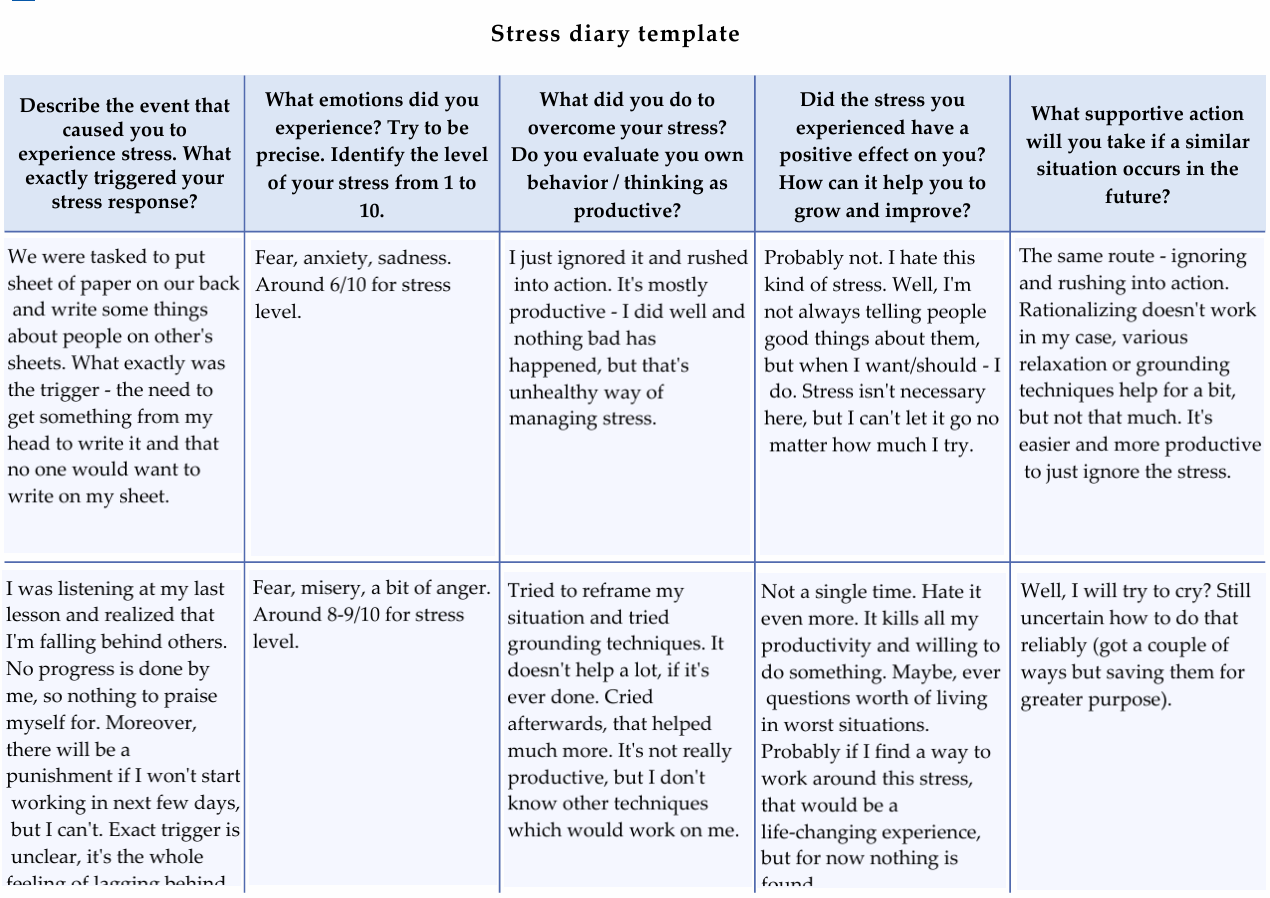 Stress diary template
Describe the event that
caused you to
experience stress. What
exactly triggered your
stress response?
What emotions did you
experience? Try to be
precise. Identify the level
of your stress from 1 to
10.
What did you do to
overcome your stress?
Do you evaluate you own
behavior / thinking as
productive?
Did the stress you
experienced have a
positive effect on you?
How can it help you to
grow and improve?
What supportive action
will you take if a similar
situation occurs in the
future?
We were tasked to put
sheet of paper on our back
and write some things
about people on other's
sheets. What exactly was
the trigger - the need to
get something from my
head to write it and that
no one would want to
write on my sheet.
Fear, anxiety, sadness.
Around 6/10 for stress
level.
I just ignored it and rushed
into action. It's mostly
productive - I did well and
nothing bad has
happened, but that's
unhealthy way of
managing stress.
Probably not. I hate this
kind of stress. Well, I'm
not always telling people
good things about them,
but when I want/should - I
do. Stress isn't necessary
here, but I can't let it go no
matter how much I try.
The same route - ignoring
and rushing into action.
Rationalizing doesn't work
in my case, various
relaxation or grounding
techniques help for a bit,
but not that much. It's
easier and more productive
to just ignore the stress.
I was listening at my last
lesson and realized that
I'm falling behind others.
No progress is done by
me, so nothing to praise
myself for. Moreover,
there will be a
punishment if I won't start
working in next few days,
but I can't. Exact trigger is
unclear, it's the whole
feeling of lagging behind
Fear, misery, a bit of anger.
Around 8-9/10 for stress
level.
Tried to reframe my
situation and tried
grounding techniques. It
doesn't help a lot, if it's
ever done. Cried
afterwards, that helped
much more. It's not really
productive, but I don't
know other techniques
which would work on me.
Not a single time. Hate it
even more. It kills all my
productivity and willing to
do something. Maybe, ever
questions worth of living
in worst situations.
Probably if I find a way to
work around this stress,
that would be a
life-changing experience,
but for now nothing is
found
Well, I will try to cry? Still
uncertain how to do that
reliably (got a couple of
ways but saving them for
greater purpose).